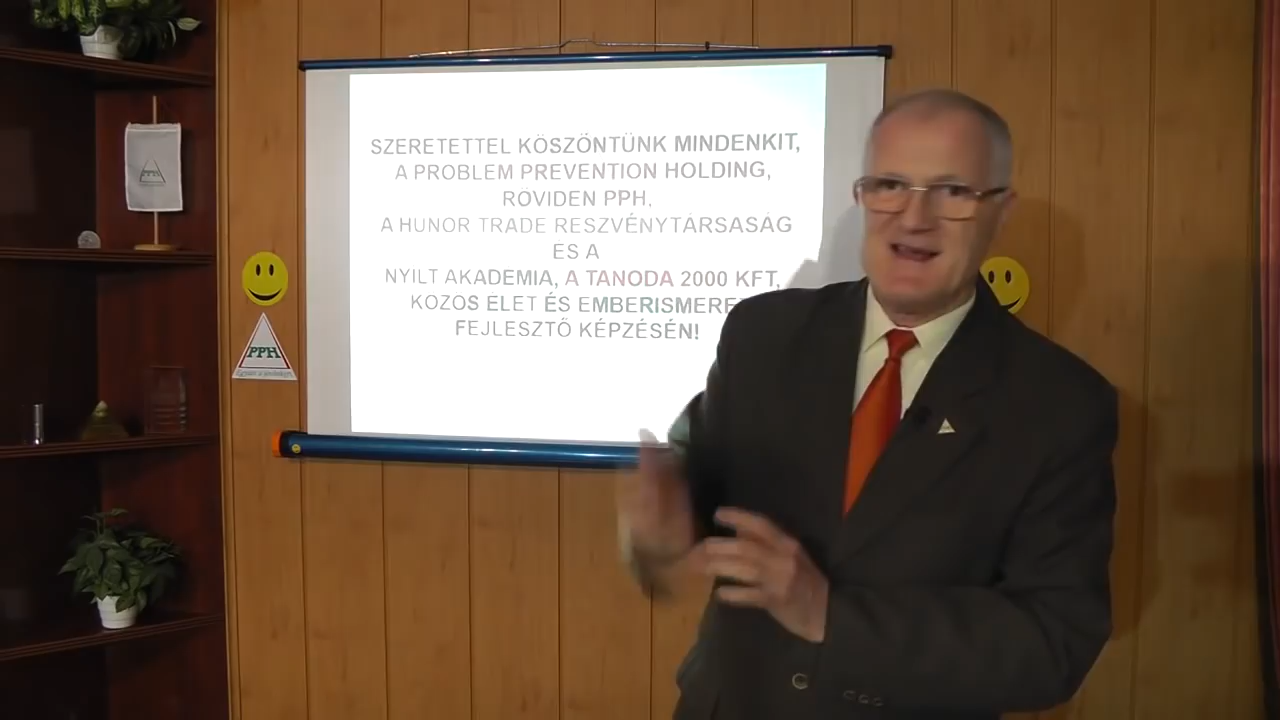 SZERETETTEL KÖSZÖNTÜNK MINDENKIT,
A PROBLEM PREVENTION HOLDING,
RÖVIDEN PPH,
A HUNOR TRADE RESZVÉNYTÁRSASÁG
ES A
NYILT AKADEMIA, A TANODA 2000 KFT,
KOZOS ELET ÉS EMBERISMERET
FEJLESZTŐ KÉPZÉSÉN!
PPH